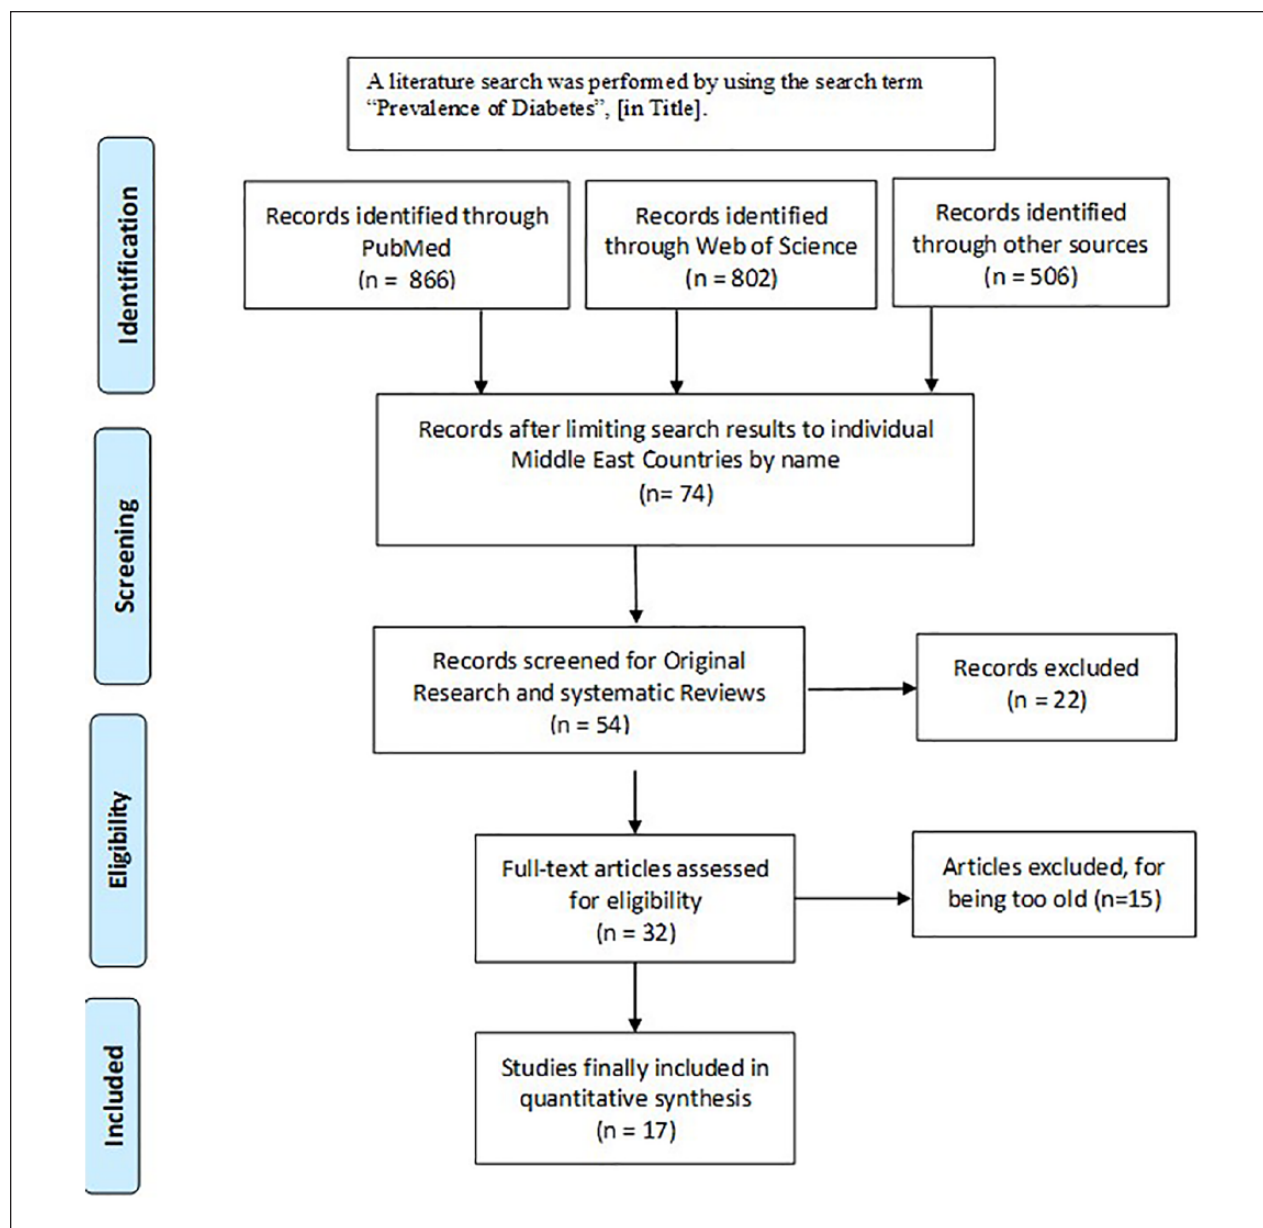 A literature search was performed by using the search term
“Prevalence of Diabetes”, [in Title].
Identification
Records identified through
PubMed
(n = 866)
Records identified
through Web of Science
(n = 802)
Records identified
through other sources
(n = 506)
Records after limiting search results to individual
Middle East Countries by name
(n= 74)
Screening
Records screened for Original
Research and systematic Reviews
(n = 54)
Records excluded
(n = 22)
Eligibility
Full-text articles assessed
for eligibility
(n = 32)
Articles excluded, for
being too old (n=15)
Included
Studies finally included in
quantitative synthesis
(n = 17)